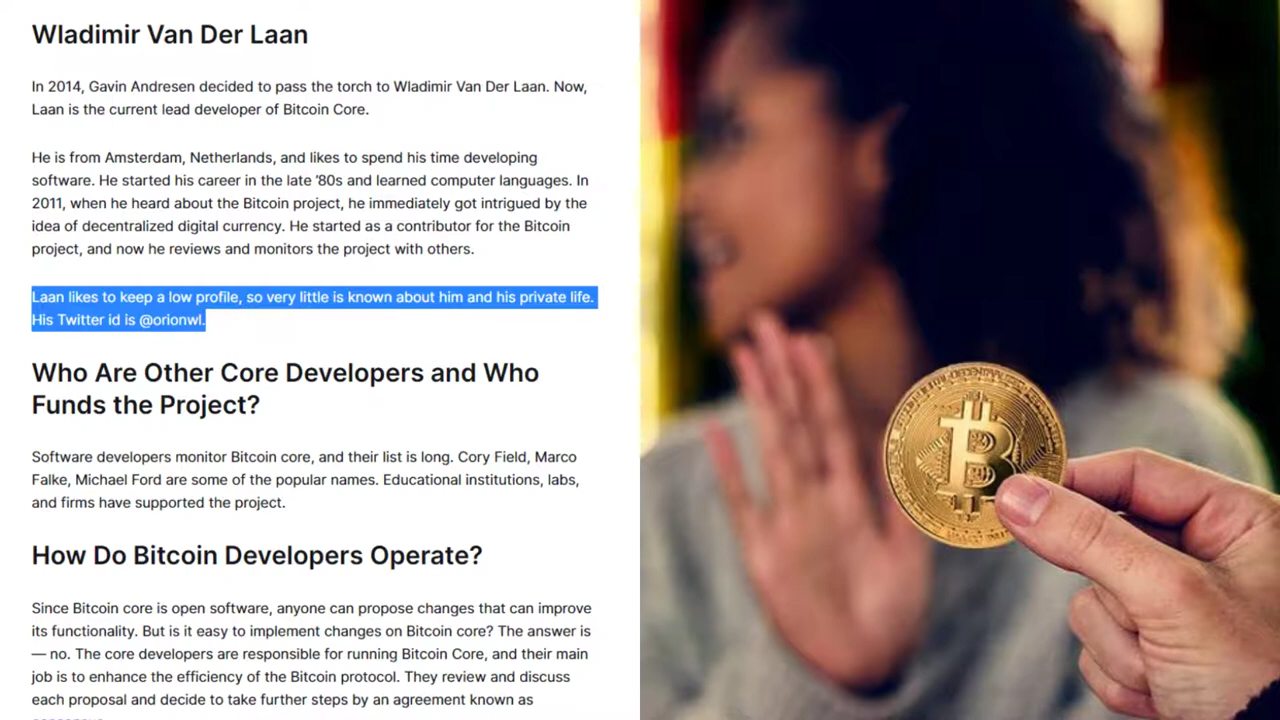 Wladimir Van Der Laan
In 2014, Gavin Andresen decided to pass the torch to Wladimir Van Der Laan. Now,
Laan is the current lead developer of Bitcoin Core.
He is from Amsterdam, Netherlands, and likes to spend his time developing
software. He started his career in the late '80s and learned computer languages. In
2011, when he heard about the Bitcoin project, he immediately got intrigued by the
idea of decentralized digital currency. He started as a contributor for the Bitcoin
project, and now he reviews and monitors the project with others.
Laan likes to keep a low profile, so very little is known about him and his private life.
His Twitter id is @orionwl.
Who Are Other Core Developers and Who
Funds the Project?
Software developers monitor Bitcoin core, and their list is long. Cory Field, Marco
Falke, Michael Ford are some of the popular names. Educational institutions, labs,
and firms have supported the project.
How Do Bitcoin Developers Operate?
Since Bitcoin core is open software, anyone can propose changes that can improve
its functionality. But is it easy to implement changes on Bitcoin core? The answer is
— no. The core developers are responsible for running Bitcoin Core, and their main
job is to enhance the efficiency of the Bitcoin protocol. They review and discuss
each proposal and decide to take further steps by an agreement known as